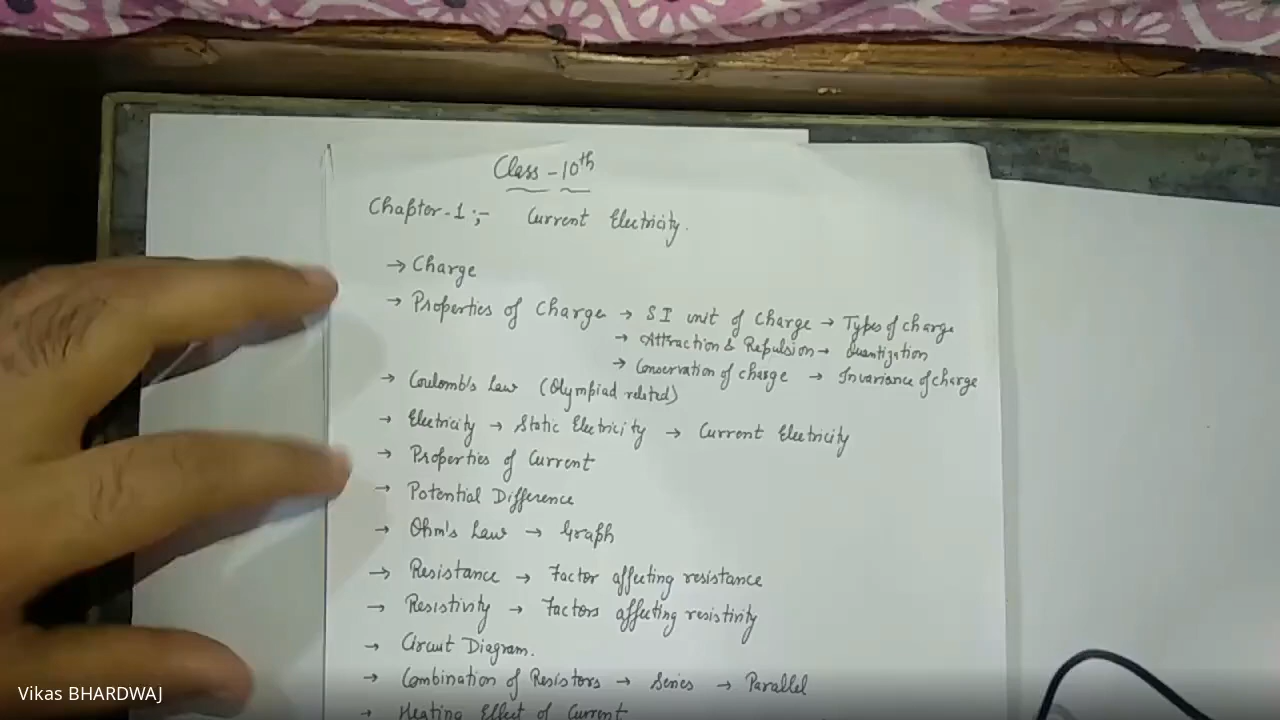 Class - 10th
Chapter-1 :- Current Electricity.
→ Charge
→ Properties of Charge → SI unit of Charge → Types of charge
→ Attraction & Repulsion → Quantization
→ Conservation of charge → Invariance of charge
→ Coulomb's Law (Olympiad related)
→ Electricity → Static Electricity → Current Electricity
→ Properties of Current
→ Potential Difference
→ Ohm's Law → Graph
→ Resistance → Factor affecting resistance
→ Resistivity → Factors affecting resistivity
→ Circuit Diagram.
→ Combination of Resistors → Series → Parallel
→ Heating Effect of Current
Vikas BHARDWAJ